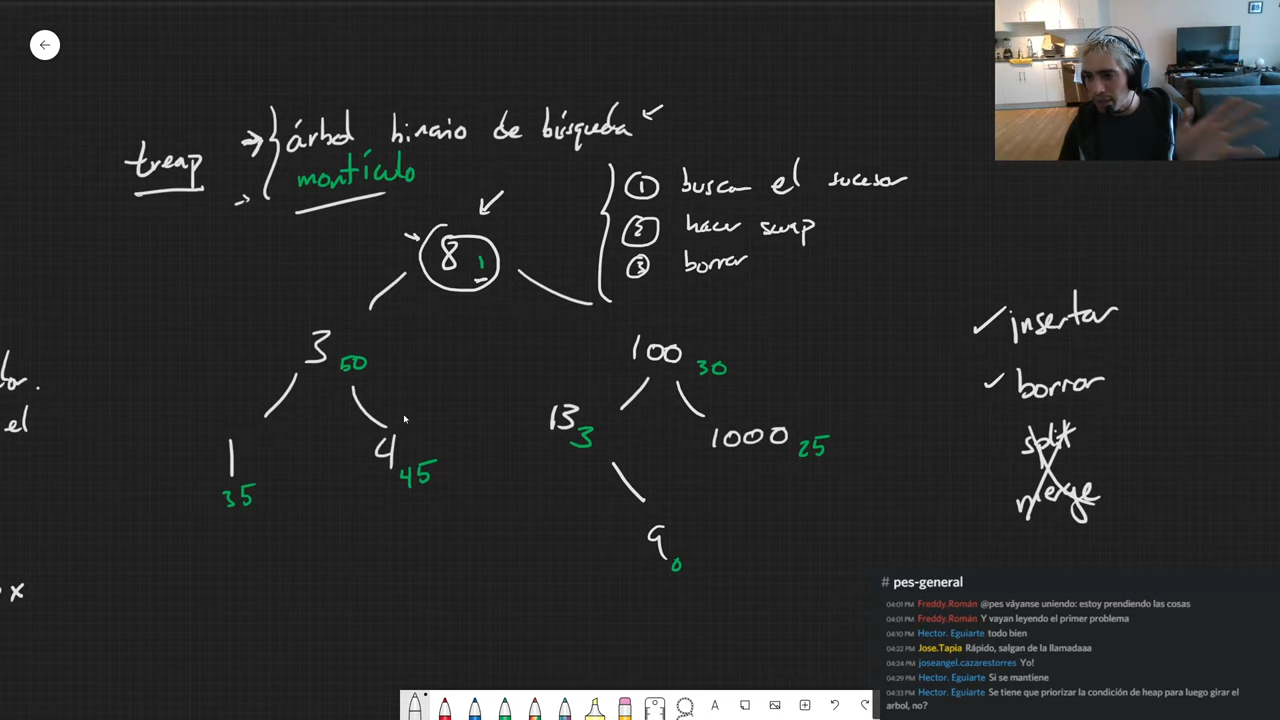 treap
árbol binario de búsqueda
montículo
1 buscar el sucesor
2 hacer swap
3 borrar
8 1
3 50
100 30
1 35
4 45
13 3
1000 25
9 0
insertar
borrar
split
merge
el
x
# pes-general
04:01 PM Freddy.Román @pes váyanse uniendo: estoy prendiendo las cosas
04:01 PM Freddy.Román Y vayan leyendo el primer problema
04:10 PM Hector. Eguiarte todo bien
04:22 PM Jose.Tapia Rápido, salgan de la llamadaaa
04:24 PM joseangel.cazarestorres Yo!
04:29 PM Hector. Eguiarte Si se mantiene
04:33 PM Hector. Eguiarte Se tiene que priorizar la condición de heap para luego girar el
arbol, no?
A